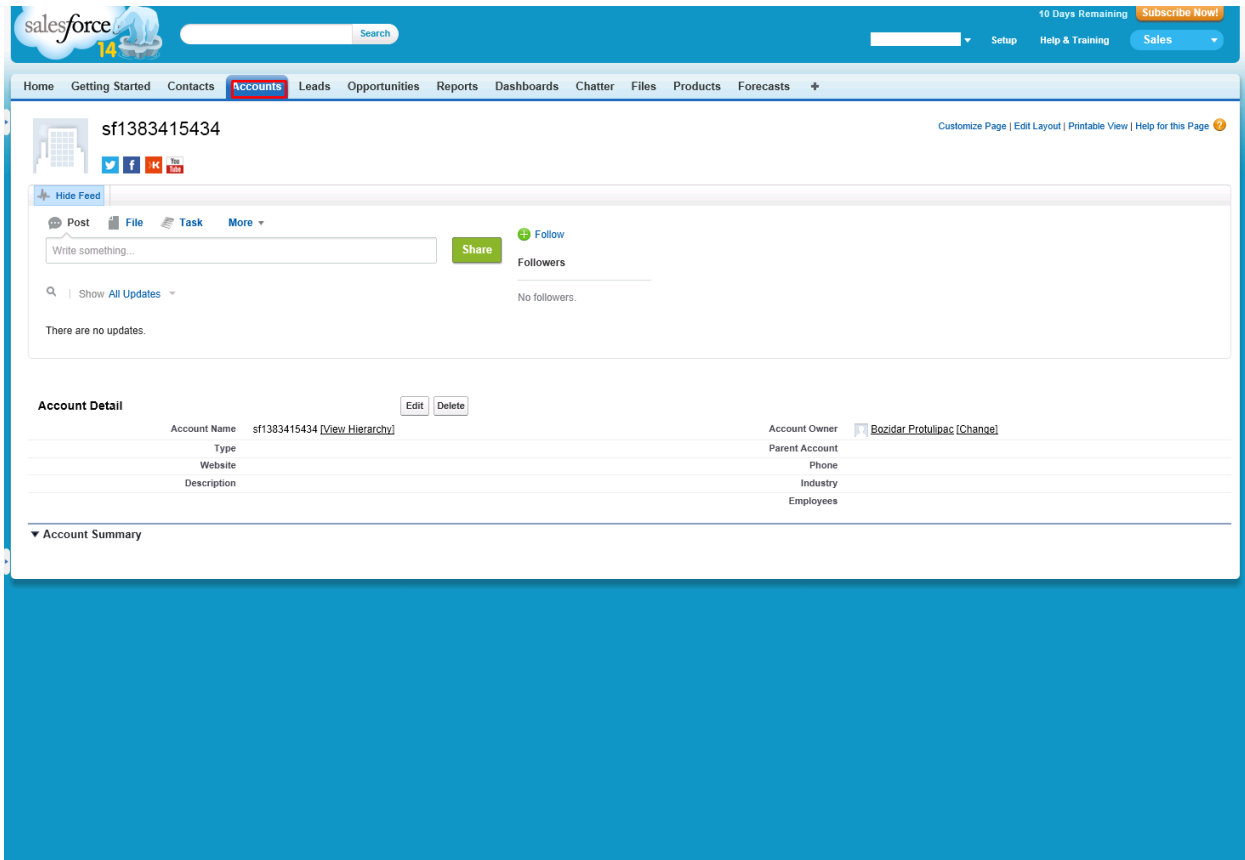 10 Days Remaining Subscribe Now!
salesforce
14
Search
Setup Help & Training Sales
Home Getting Started Contacts Accounts Leads Opportunities Reports Dashboards Chatter Files Products Forecasts +
sf1383415434
Customize Page | Edit Layout | Printable View | Help for this Page ?
f K You Tube
Hide Feed
Post File Task More
Write something...
Share
Follow
Followers
Show All Updates
No followers.
There are no updates.
Account Detail Edit Delete
Account Name sf1383415434 [View Hierarchy] Account Owner Bozidar Protulipac [Change]
Type Parent Account
Website Phone
Description Industry
Employees
Account Summary